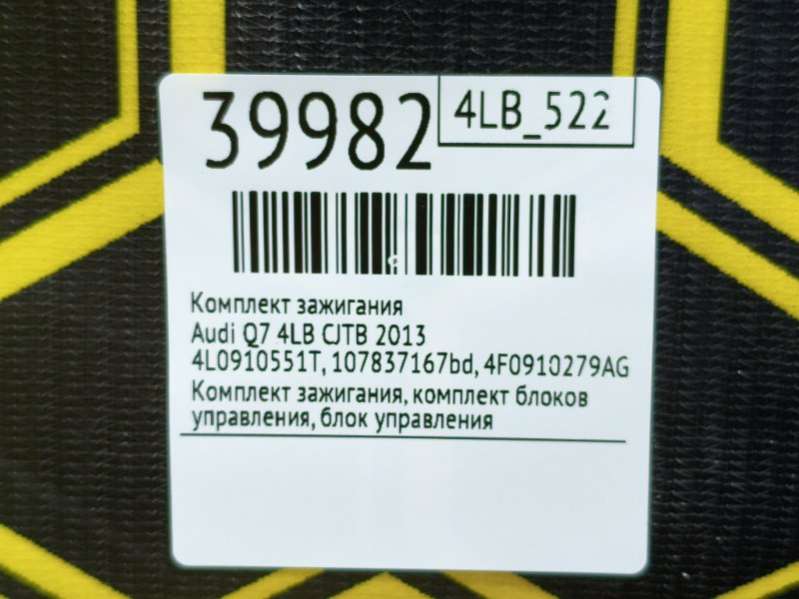 39982
4LB_522
Комплект зажигания
Audi Q7 4LB CJTB 2013
4L0910551T, 107837167bd, 4F0910279AG
Комплект зажигания, комплект блоков
управления, блок управления